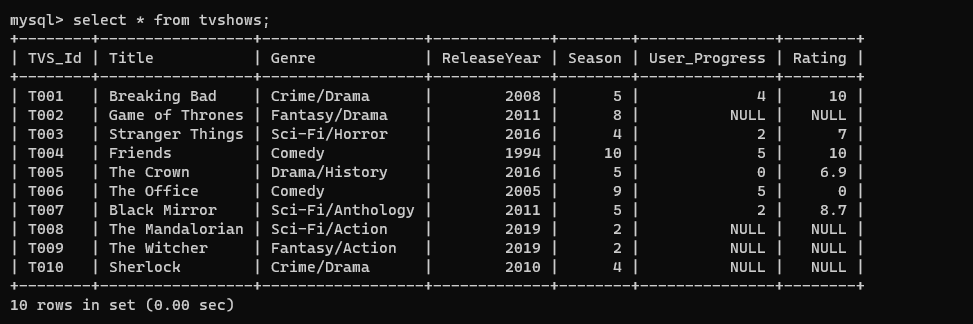 mysql> select * from tvshows;
+--------+-----------------+------------------+-------------+--------+---------------+--------+
| TVS_Id | Title           | Genre            | ReleaseYear | Season | User_Progress | Rating |
+--------+-----------------+------------------+-------------+--------+---------------+--------+
| T001   | Breaking Bad    | Crime/Drama      |        2008 |      5 |             4 |     10 |
| T002   | Game of Thrones | Fantasy/Drama    |        2011 |      8 |          NULL |   NULL |
| T003   | Stranger Things | Sci-Fi/Horror    |        2016 |      4 |             2 |      7 |
| T004   | Friends         | Comedy           |        1994 |     10 |             5 |     10 |
| T005   | The Crown       | Drama/History    |        2016 |      5 |             0 |    6.9 |
| T006   | The Office      | Comedy           |        2005 |      9 |             5 |      0 |
| T007   | Black Mirror    | Sci-Fi/Anthology |        2011 |      5 |             2 |    8.7 |
| T008   | The Mandalorian | Sci-Fi/Action    |        2019 |      2 |          NULL |   NULL |
| T009   | The Witcher     | Fantasy/Action   |        2019 |      2 |          NULL |   NULL |
| T010   | Sherlock        | Crime/Drama      |        2010 |      4 |          NULL |   NULL |
+--------+-----------------+------------------+-------------+--------+---------------+--------+
10 rows in set (0.00 sec)